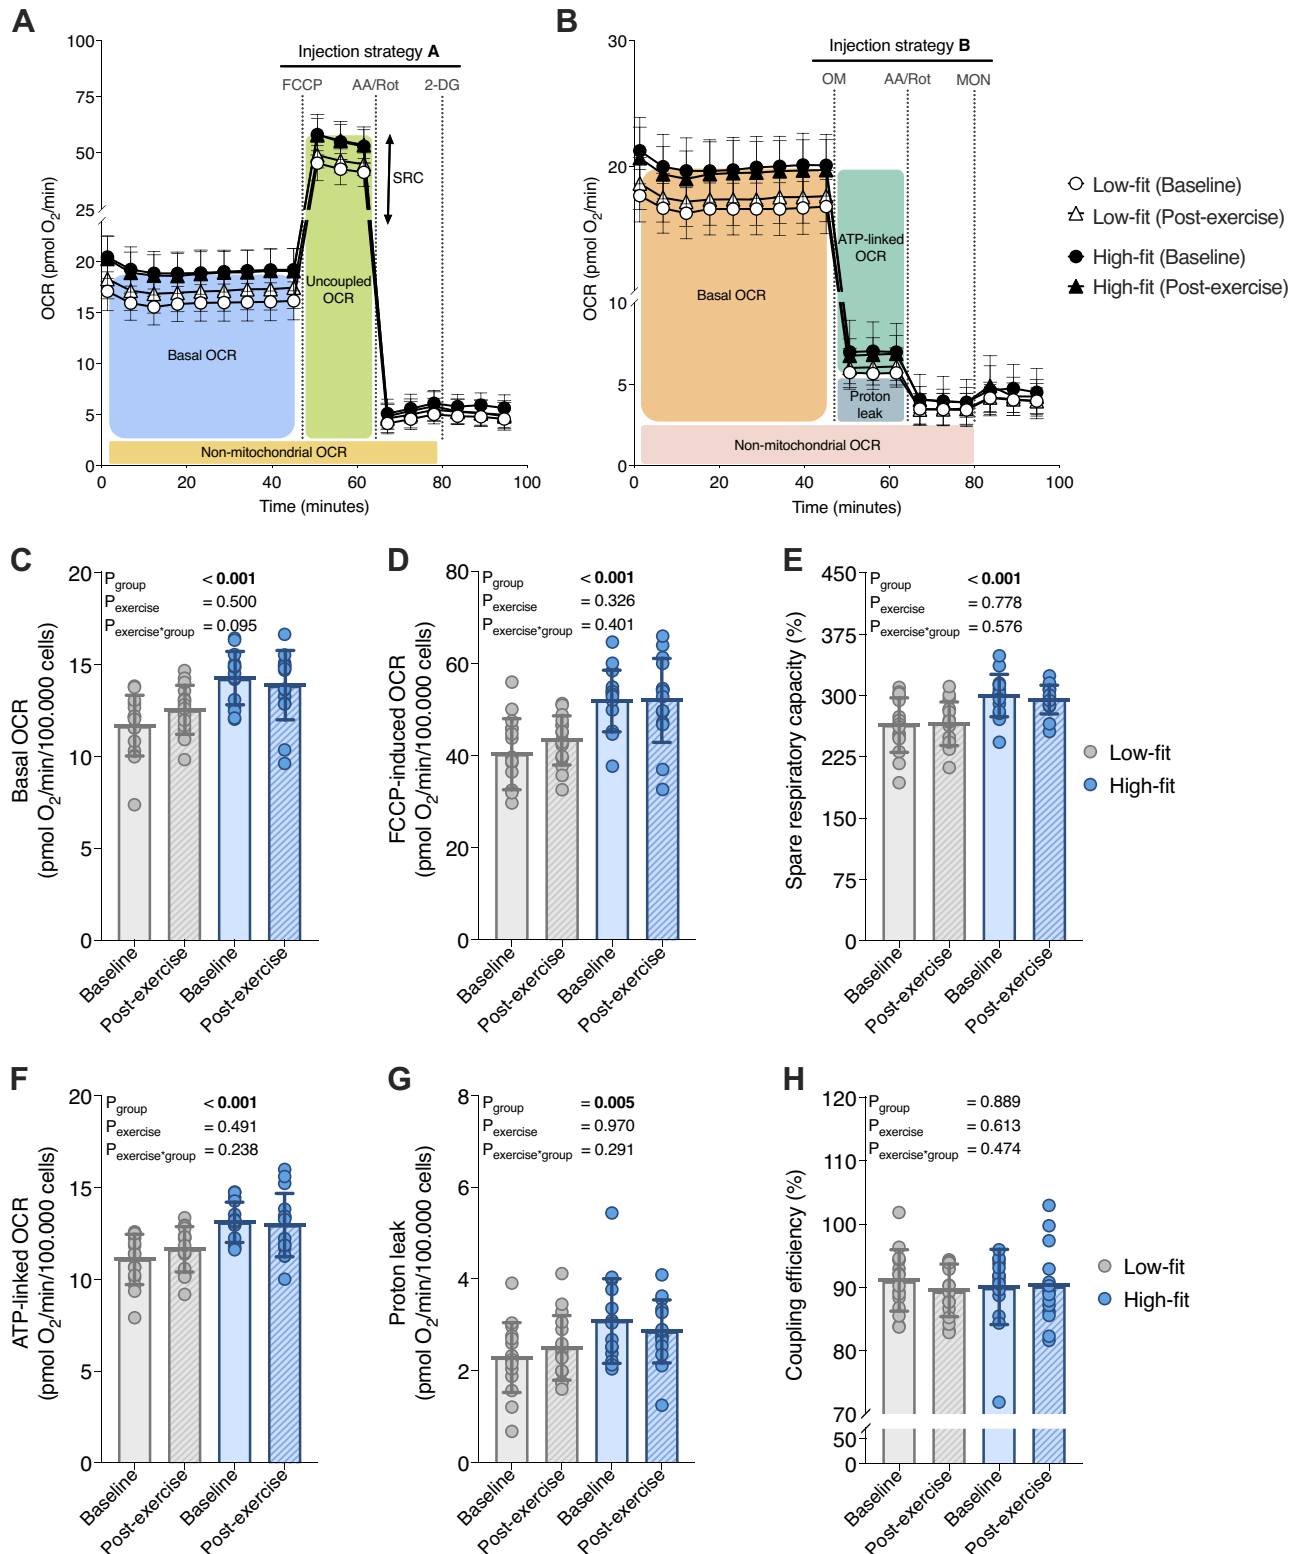 A
Injection strategy A
FCCP AA/Rot 2-DG
100
75
50
25
20
15
10
5
0
OCR (pmol O2/min)
SRC
Uncoupled
OCR
Basal OCR
Non-mitochondrial OCR
0 20 40 60 80 100
Time (minutes)
B
Injection strategy B
OM AA/Rot MON
30
20
10
5
0
OCR (pmol O2/min)
ATP-linked
OCR
Basal OCR
Proton
leak
Non-mitochondrial OCR
0 20 40 60 80 100
Time (minutes)
Low-fit (Baseline)
Low-fit (Post-exercise)
High-fit (Baseline)
High-fit (Post-exercise)
C
Pgroup < 0.001
Pexercise = 0.500
Pexercise*group = 0.095
20
15
10
5
0
Basal OCR
(pmol O2/min/100.000 cells)
Baseline
Post-exercise
Baseline
Post-exercise
D
Pgroup < 0.001
Pexercise = 0.326
Pexercise*group = 0.401
80
60
40
20
0
FCCP-induced OCR
(pmol O2/min/100.000 cells)
Baseline
Post-exercise
Baseline
Post-exercise
E
Pgroup < 0.001
Pexercise = 0.778
Pexercise*group = 0.576
450
375
300
225
150
75
0
Spare respiratory capacity (%)
Baseline
Post-exercise
Baseline
Post-exercise
Low-fit
High-fit
F
Pgroup < 0.001
Pexercise = 0.491
Pexercise*group = 0.238
20
15
10
5
0
ATP-linked OCR
(pmol O2/min/100.000 cells)
Baseline
Post-exercise
Baseline
Post-exercise
G
Pgroup = 0.005
Pexercise = 0.970
Pexercise*group = 0.291
8
6
4
2
0
Proton leak
(pmol O2/min/100.000 cells)
Baseline
Post-exercise
Baseline
Post-exercise
H
Pgroup = 0.889
Pexercise = 0.613
Pexercise*group = 0.474
120
110
100
90
80
70
50
0
Coupling efficiency (%)
Baseline
Post-exercise
Baseline
Post-exercise
Low-fit
High-fit